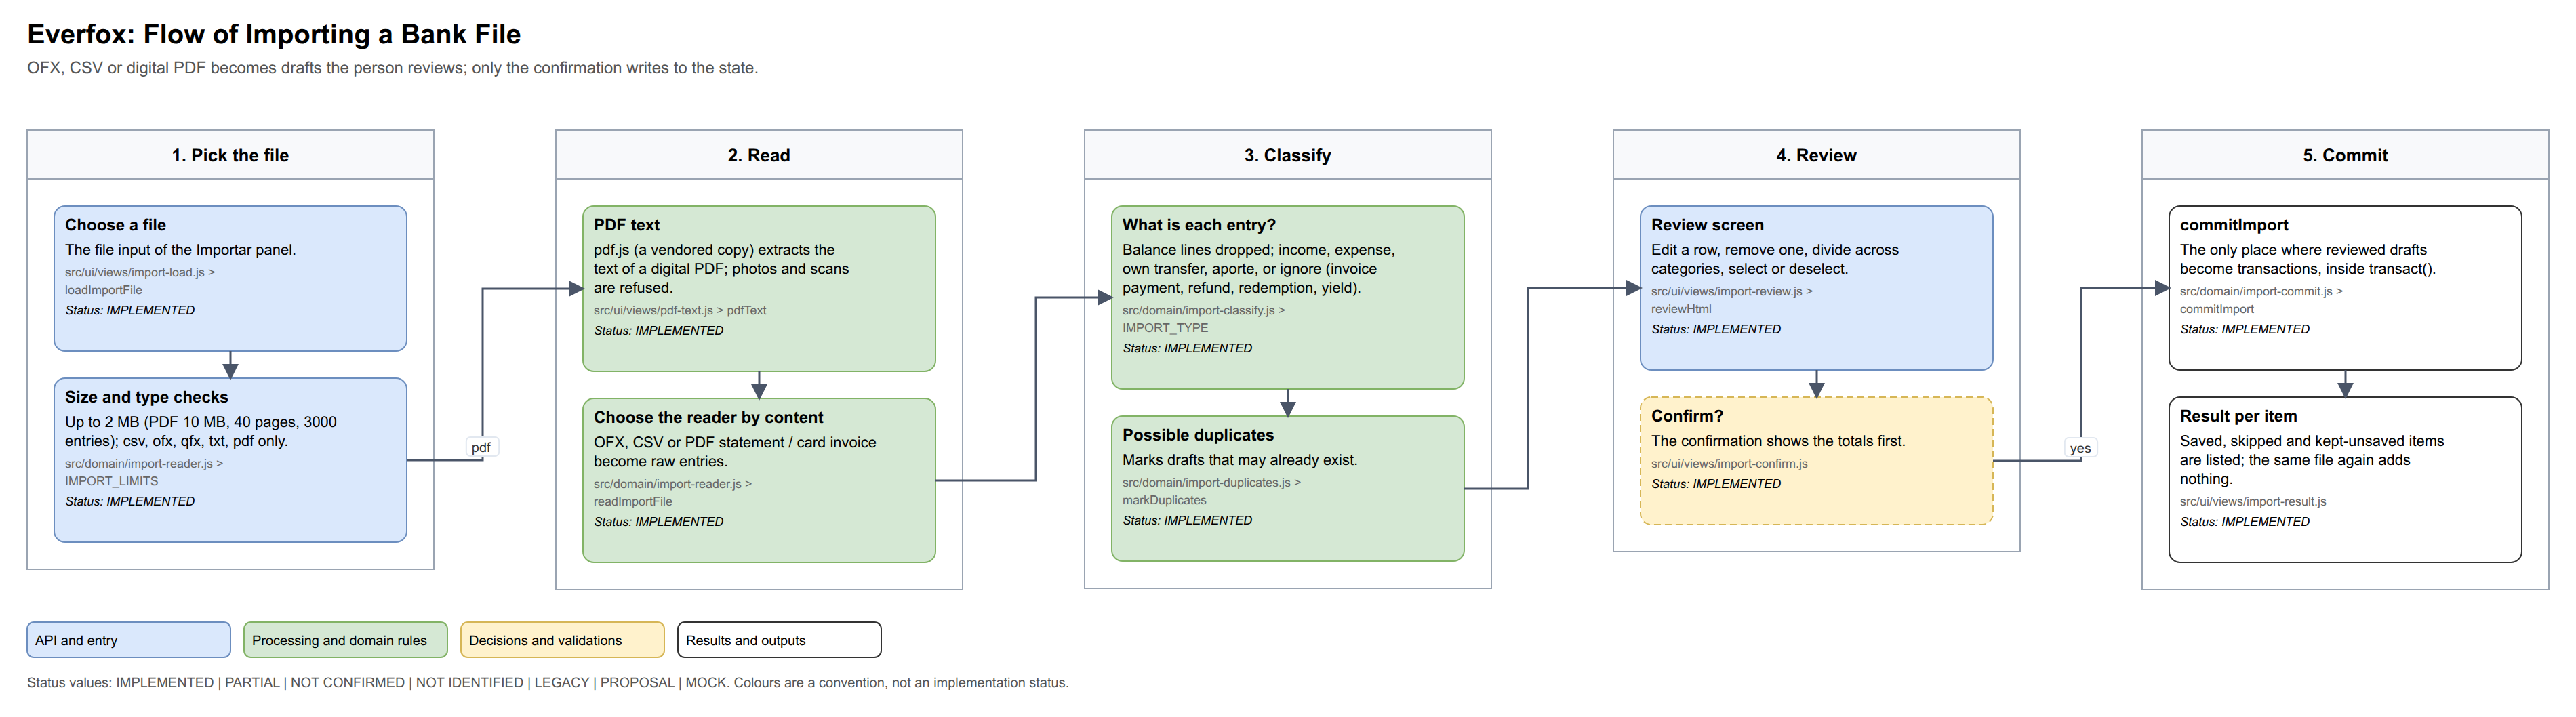 Everfox: Flow of Importing a Bank File
OFX, CSV or digital PDF becomes drafts the person reviews; only the confirmation writes to the state.
1. Pick the file
Choose a file
The file input of the Importar panel.
src/ui/views/import-load.js >
loadImportFile
Status: IMPLEMENTED
Size and type checks
Up to 2 MB (PDF 10 MB, 40 pages, 3000
entries); csv, ofx, qfx, txt, pdf only.
src/domain/import-reader.js >
IMPORT_LIMITS
Status: IMPLEMENTED
pdf
2. Read
PDF text
pdf.js (a vendored copy) extracts the
text of a digital PDF; photos and scans
are refused.
src/ui/views/pdf-text.js > pdfText
Status: IMPLEMENTED
Choose the reader by content
OFX, CSV or PDF statement / card invoice
become raw entries.
src/domain/import-reader.js >
readImportFile
Status: IMPLEMENTED
3. Classify
What is each entry?
Balance lines dropped; income, expense,
own transfer, aporte, or ignore (invoice
payment, refund, redemption, yield).
src/domain/import-classify.js >
IMPORT_TYPE
Status: IMPLEMENTED
Possible duplicates
Marks drafts that may already exist.
src/domain/import-duplicates.js >
markDuplicates
Status: IMPLEMENTED
4. Review
Review screen
Edit a row, remove one, divide across
categories, select or deselect.
src/ui/views/import-review.js >
reviewHtml
Status: IMPLEMENTED
Confirm?
The confirmation shows the totals first.
src/ui/views/import-confirm.js
Status: IMPLEMENTED
yes
5. Commit
commitImport
The only place where reviewed drafts
become transactions, inside transact().
src/domain/import-commit.js >
commitImport
Status: IMPLEMENTED
Result per item
Saved, skipped and kept-unsaved items
are listed; the same file again adds
nothing.
src/ui/views/import-result.js
Status: IMPLEMENTED
API and entry
Processing and domain rules
Decisions and validations
Results and outputs
Status values: IMPLEMENTED | PARTIAL | NOT CONFIRMED | NOT IDENTIFIED | LEGACY | PROPOSAL | MOCK. Colours are a convention, not an implementation status.